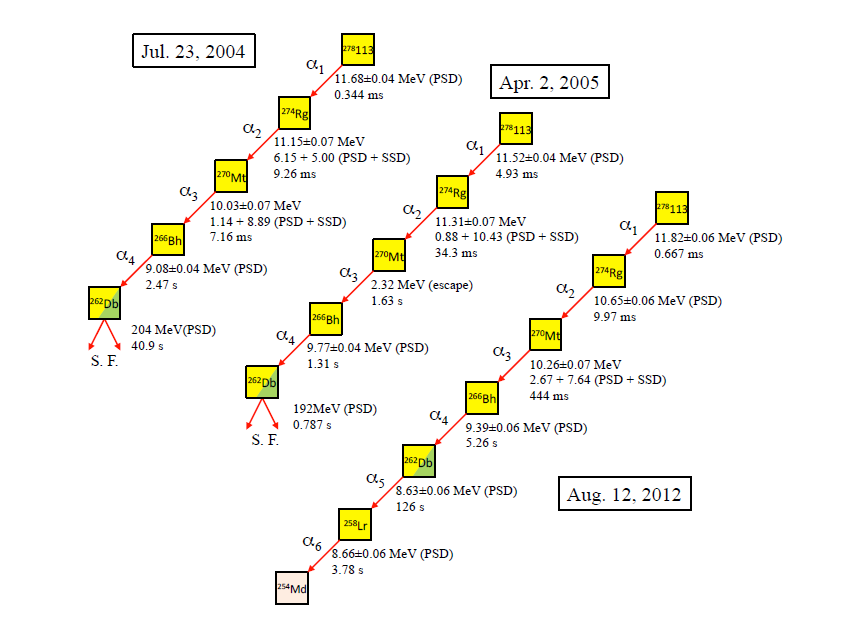 Jul. 23, 2004
²⁷⁸113
α₁
11.68±0.04 MeV (PSD)
0.344 ms
²⁷⁴Rg
α₂
11.15±0.07 MeV
6.15 + 5.00 (PSD + SSD)
9.26 ms
²⁷⁰Mt
α₃
10.03±0.07 MeV
1.14 + 8.89 (PSD + SSD)
7.16 ms
²⁶⁶Bh
α₄
9.08±0.04 MeV (PSD)
2.47 s
²⁶²Db
204 MeV(PSD)
40.9 s
S. F.
Apr. 2, 2005
²⁷⁸113
α₁
11.52±0.04 MeV (PSD)
4.93 ms
²⁷⁴Rg
α₂
11.31±0.07 MeV
0.88 + 10.43 (PSD + SSD)
34.3 ms
²⁷⁰Mt
α₃
2.32 MeV (escape)
1.63 s
²⁶⁶Bh
α₄
9.77±0.04 MeV (PSD)
1.31 s
²⁶²Db
192MeV (PSD)
0.787 s
S. F.
²⁷⁸113
α₁
11.82±0.06 MeV (PSD)
0.667 ms
²⁷⁴Rg
α₂
10.65±0.06 MeV (PSD)
9.97 ms
²⁷⁰Mt
α₃
10.26±0.07 MeV
2.67 + 7.64 (PSD + SSD)
444 ms
²⁶⁶Bh
α₄
9.39±0.06 MeV (PSD)
5.26 s
²⁶²Db
α₅
8.63±0.06 MeV (PSD)
126 s
²⁵⁸Lr
α₆
8.66±0.06 MeV (PSD)
3.78 s
²⁵⁴Md
Aug. 12, 2012